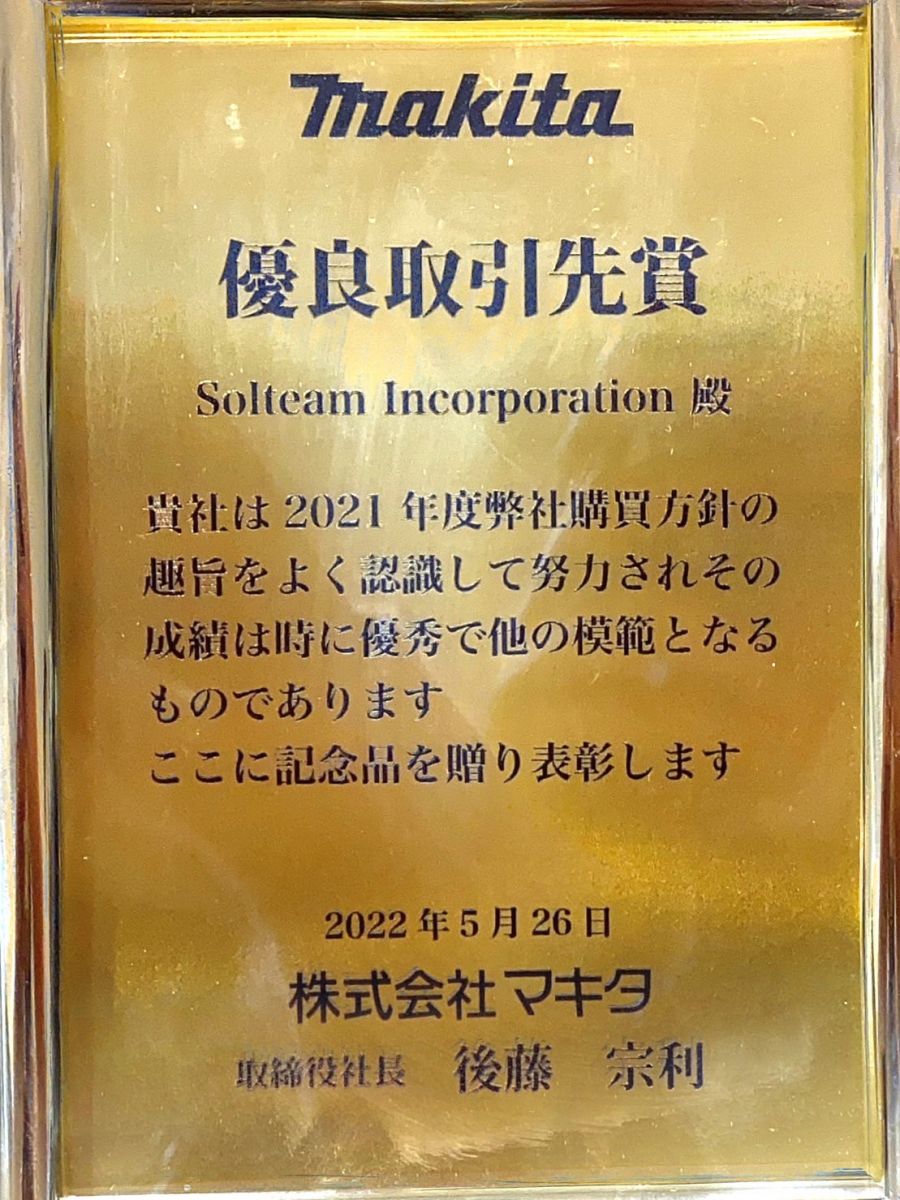 makita
優良取引先賞
Solteam Incorporation 殿
貴社は 2021 年度弊社購買方針の
趣旨をよく認識して努力されその
成績は時に優秀で他の模範となる
ものであります
ここに記念品を贈り表彰します
2022 年 5 月 26 日
株式会社マキタ
取締役社長 後藤 宗利